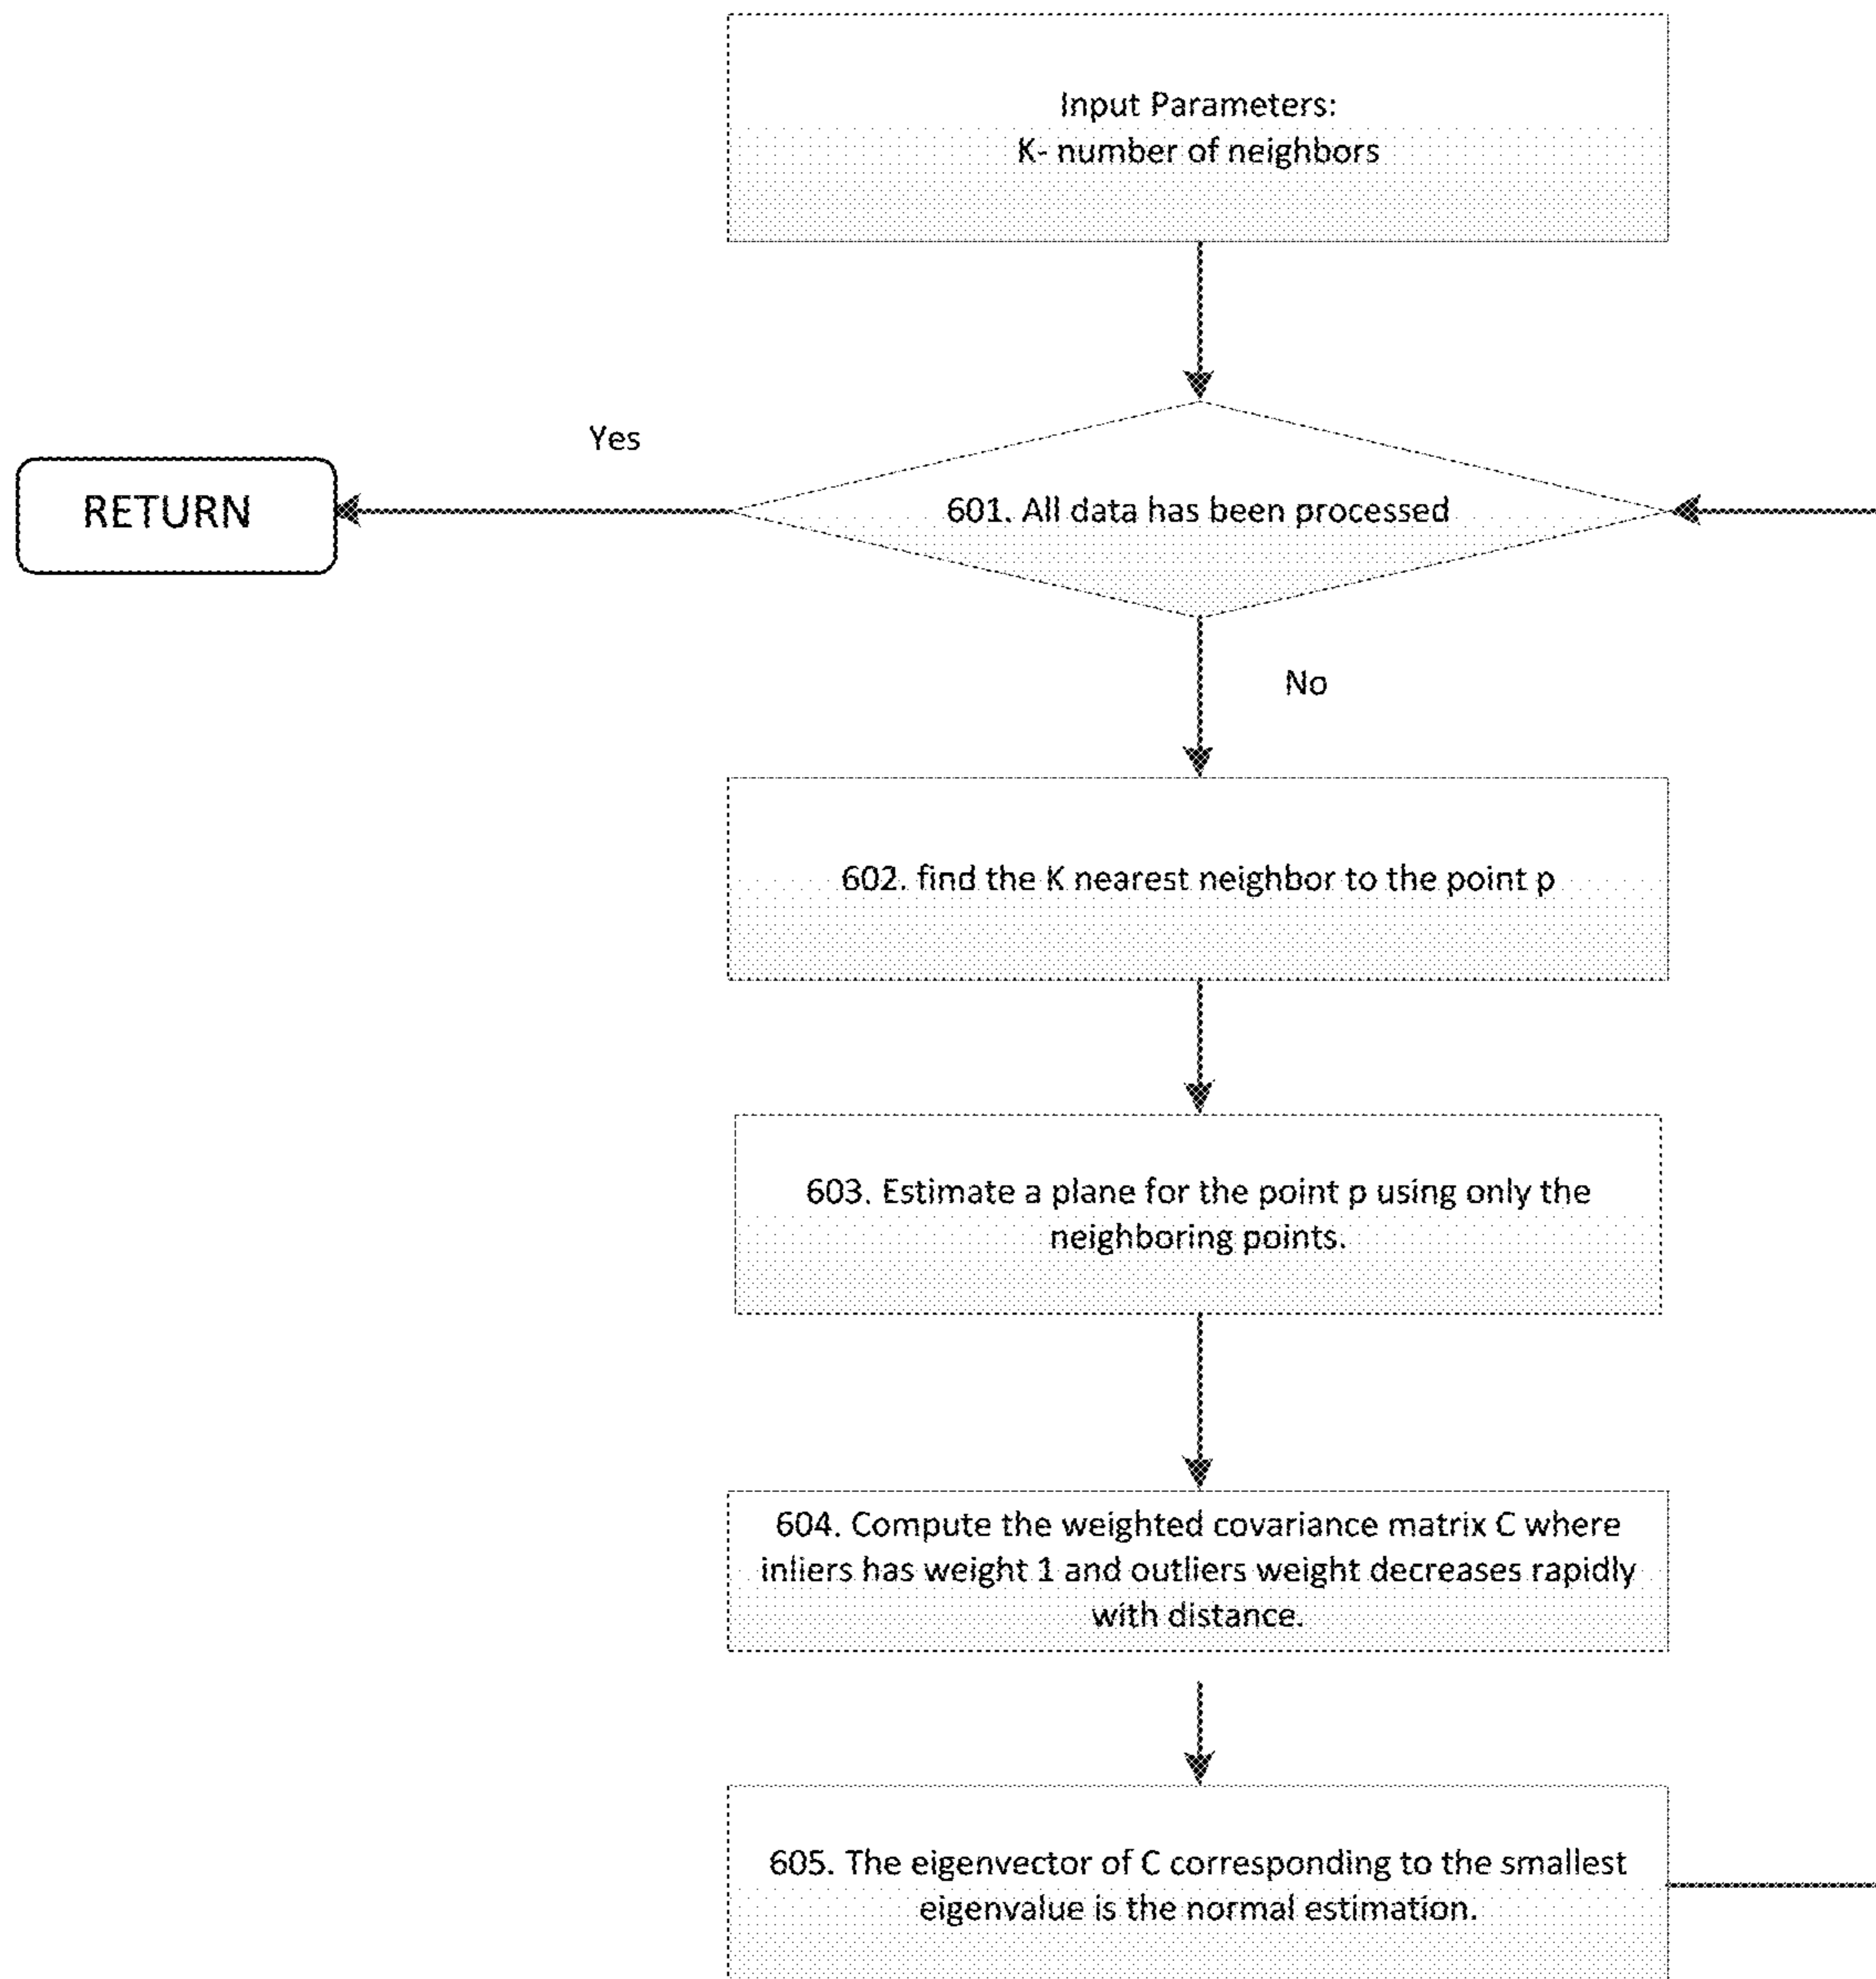 Input Parameters:
K- number of neighbors
Yes
RETURN
601. All data has been processed
No
602. find the K nearest neighbor to the point p
603. Estimate a plane for the point p using only the
neighboring points.
604. Compute the weighted covariance matrix C where
inliers has weight 1 and outliers weight decreases rapidly
with distance.
605. The eigenvector of C corresponding to the smallest
eigenvalue is the normal estimation.